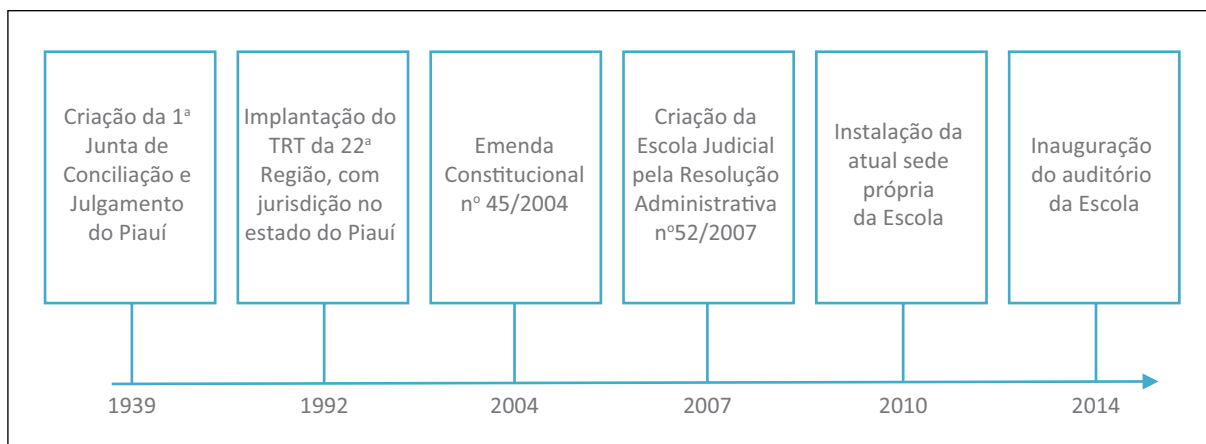 Criação da 1ª
Junta de
Conciliação e
Julgamento
do Piauí
Implantação do
TRT da 22ª
Região, com
jurisdição no
estado do Piauí
Emenda
Constitucional
nº 45/2004
Criação da
Escola Judicial
pela Resolução
Administrativa
nº52/2007
Instalação da
atual sede
própria
da Escola
Inauguração
do auditório
da Escola
1939
1992
2004
2007
2010
2014